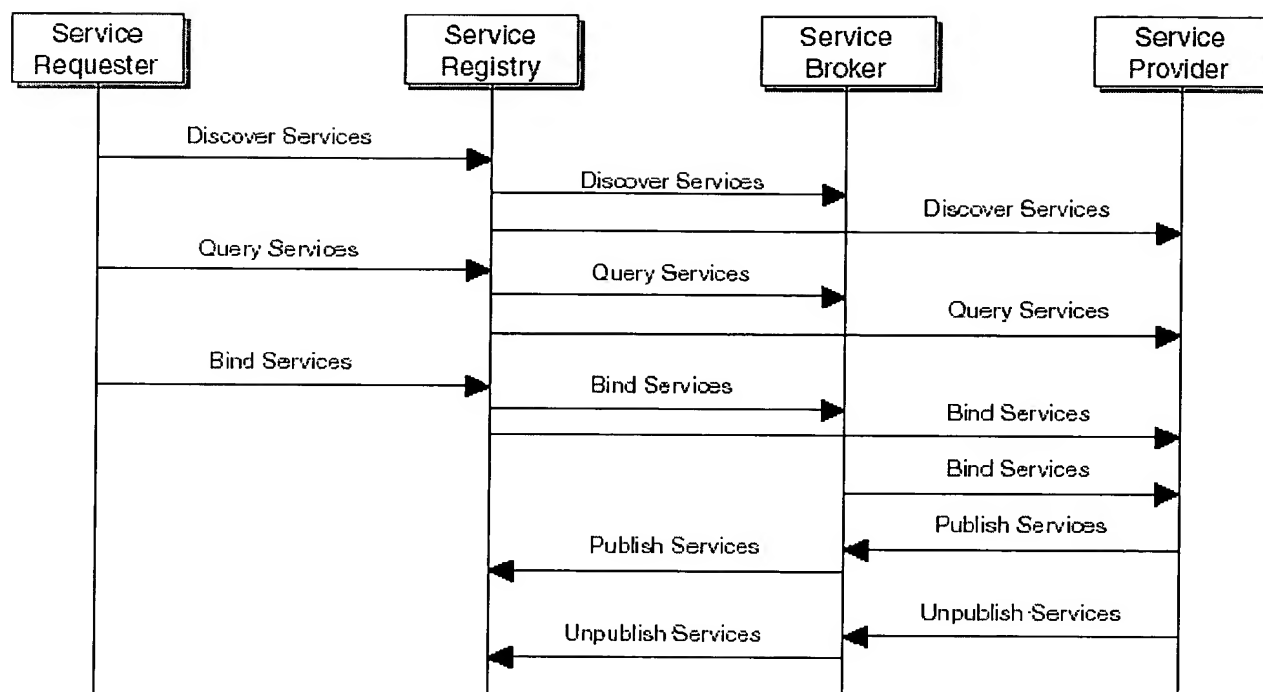 Service
Requester
Service
Registry
Service
Broker
Service
Provider
Discover Services
Discover Services
Discover Services
Query Services
Query Services
Query Services
Bind Services
Bind Services
Bind Services
Bind Services
Publish Services
Publish Services
Unpublish Services
Unpublish Services